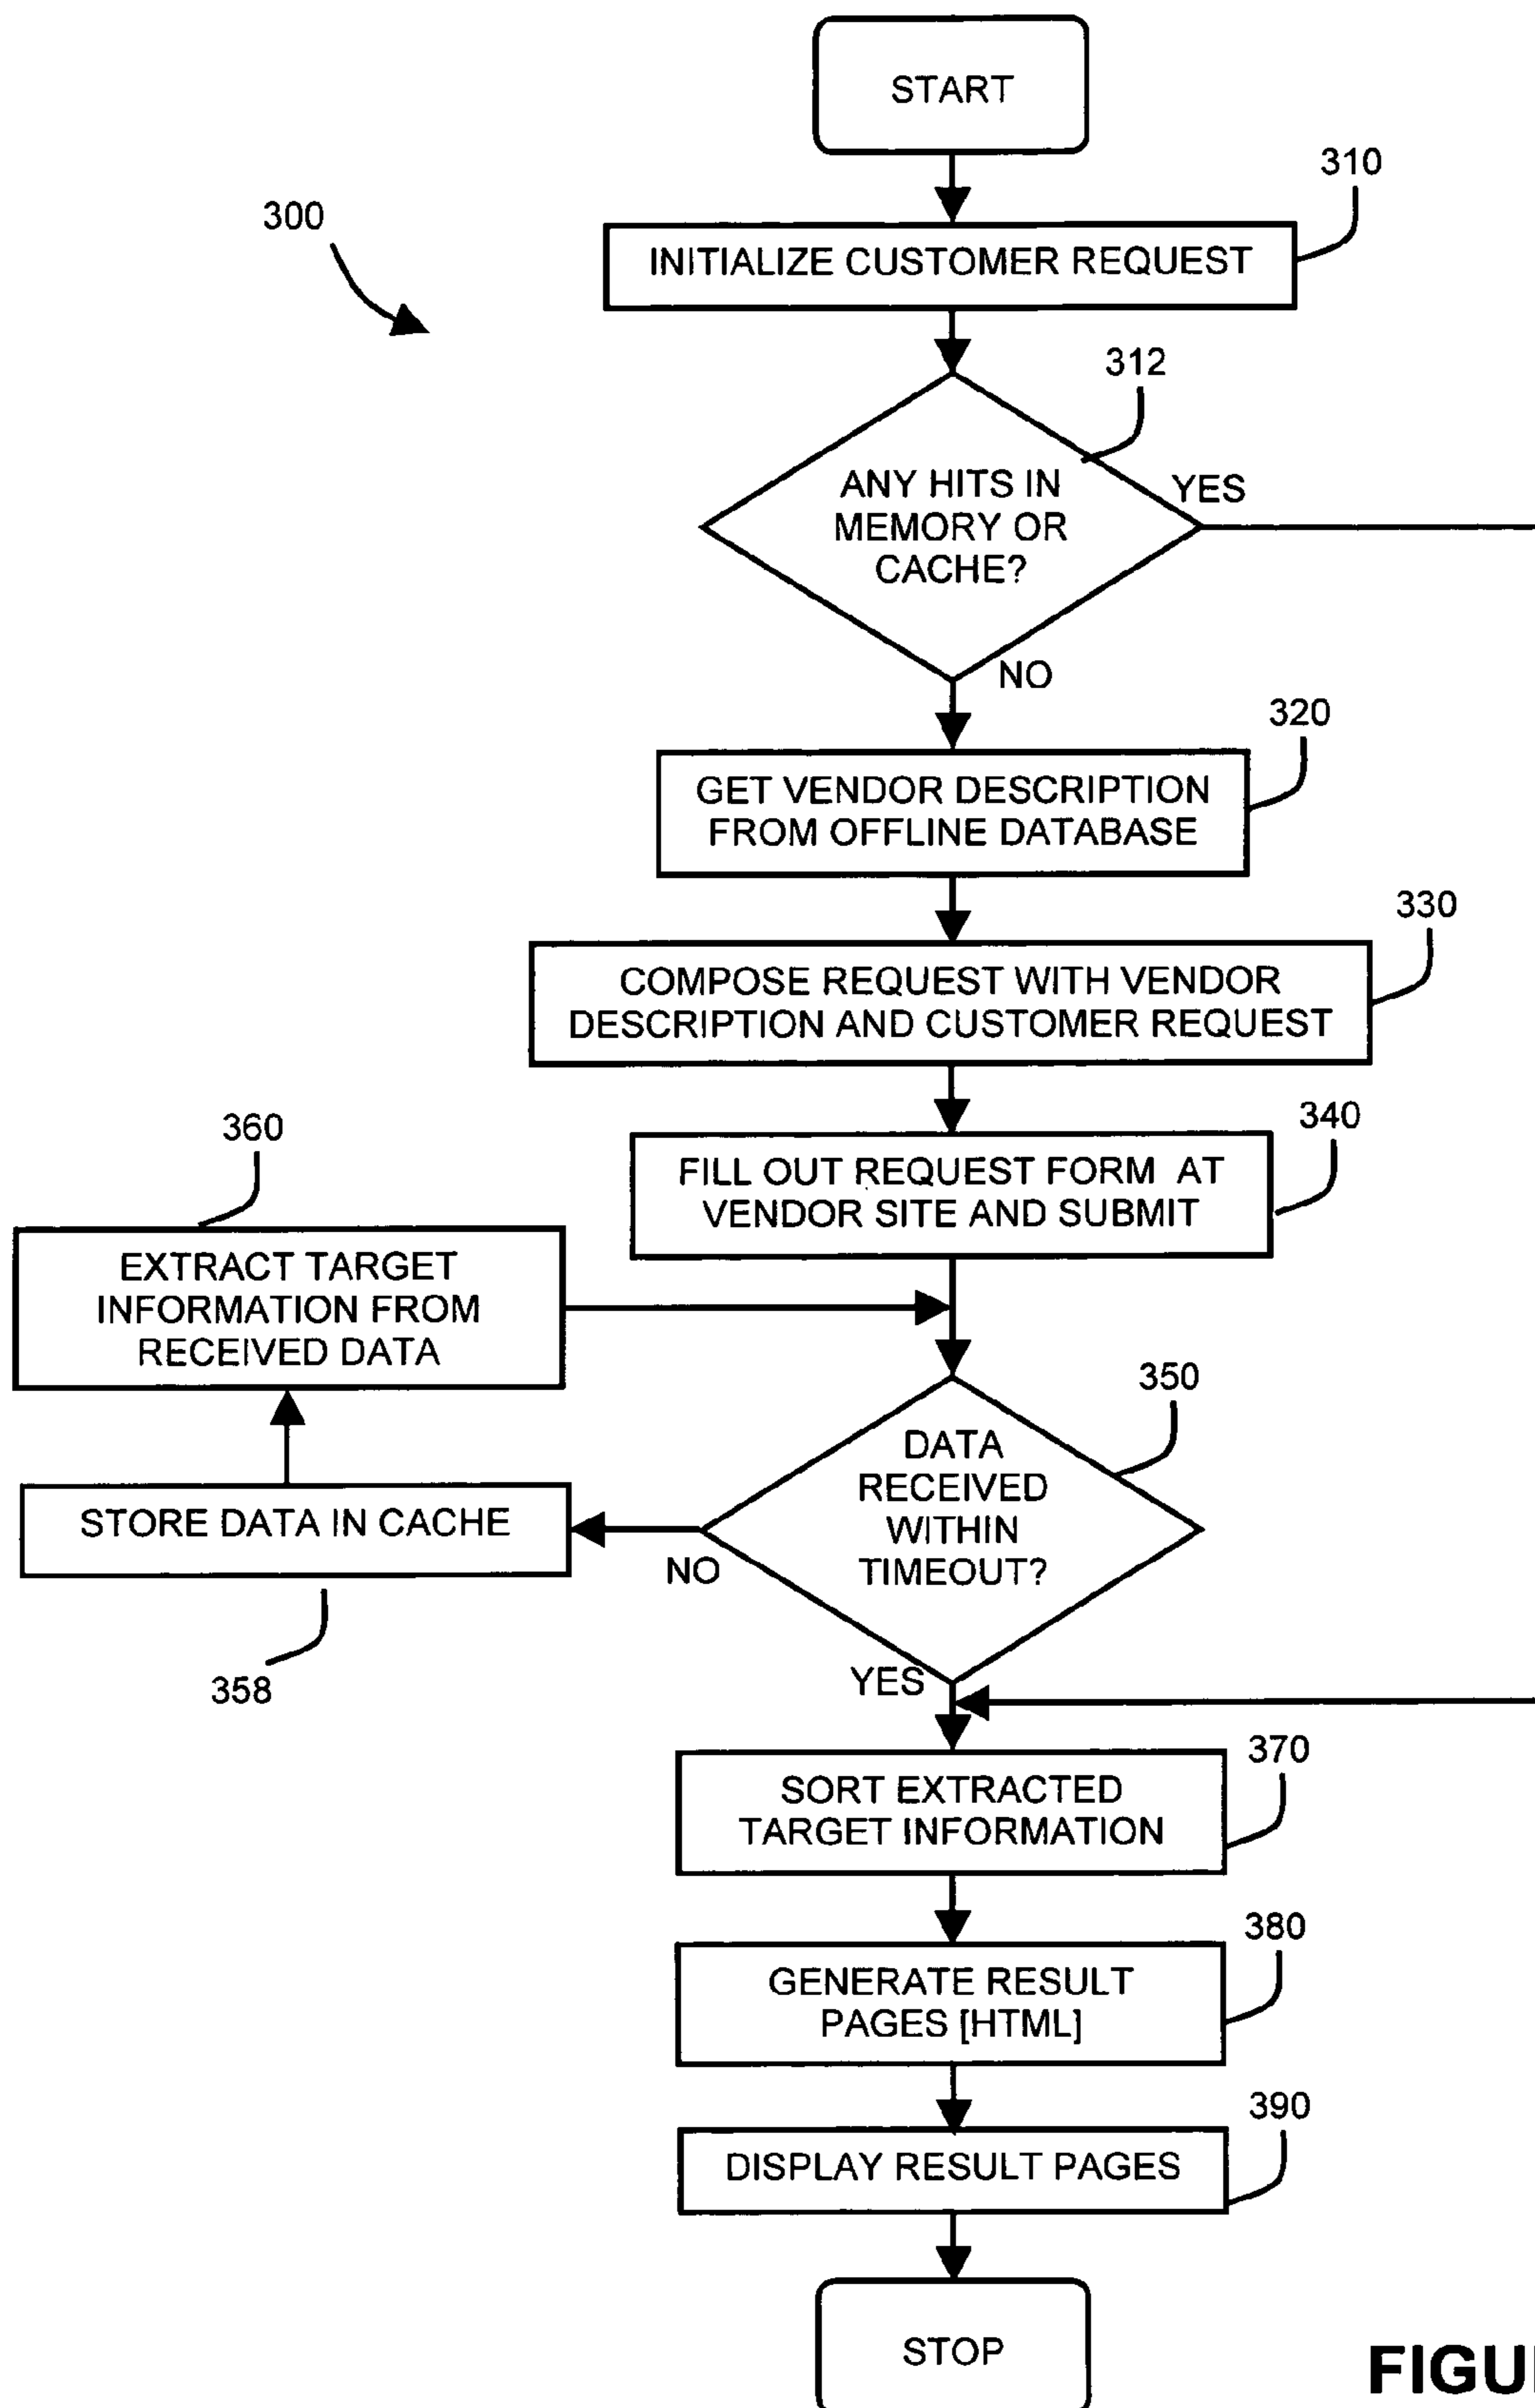 START
310
300
INITIALIZE CUSTOMER REQUEST
312
ANY HITS IN
MEMORY OR
CACHE?
YES
NO
320
GET VENDOR DESCRIPTION
FROM OFFLINE DATABASE
330
COMPOSE REQUEST WITH VENDOR
DESCRIPTION AND CUSTOMER REQUEST
340
FILL OUT REQUEST FORM AT
VENDOR SITE AND SUBMIT
360
EXTRACT TARGET
INFORMATION FROM
RECEIVED DATA
350
DATA
RECEIVED
WITHIN
TIMEOUT?
STORE DATA IN CACHE
NO
358
YES
370
SORT EXTRACTED
TARGET INFORMATION
380
GENERATE RESULT
PAGES [HTML]
390
DISPLAY RESULT PAGES
STOP